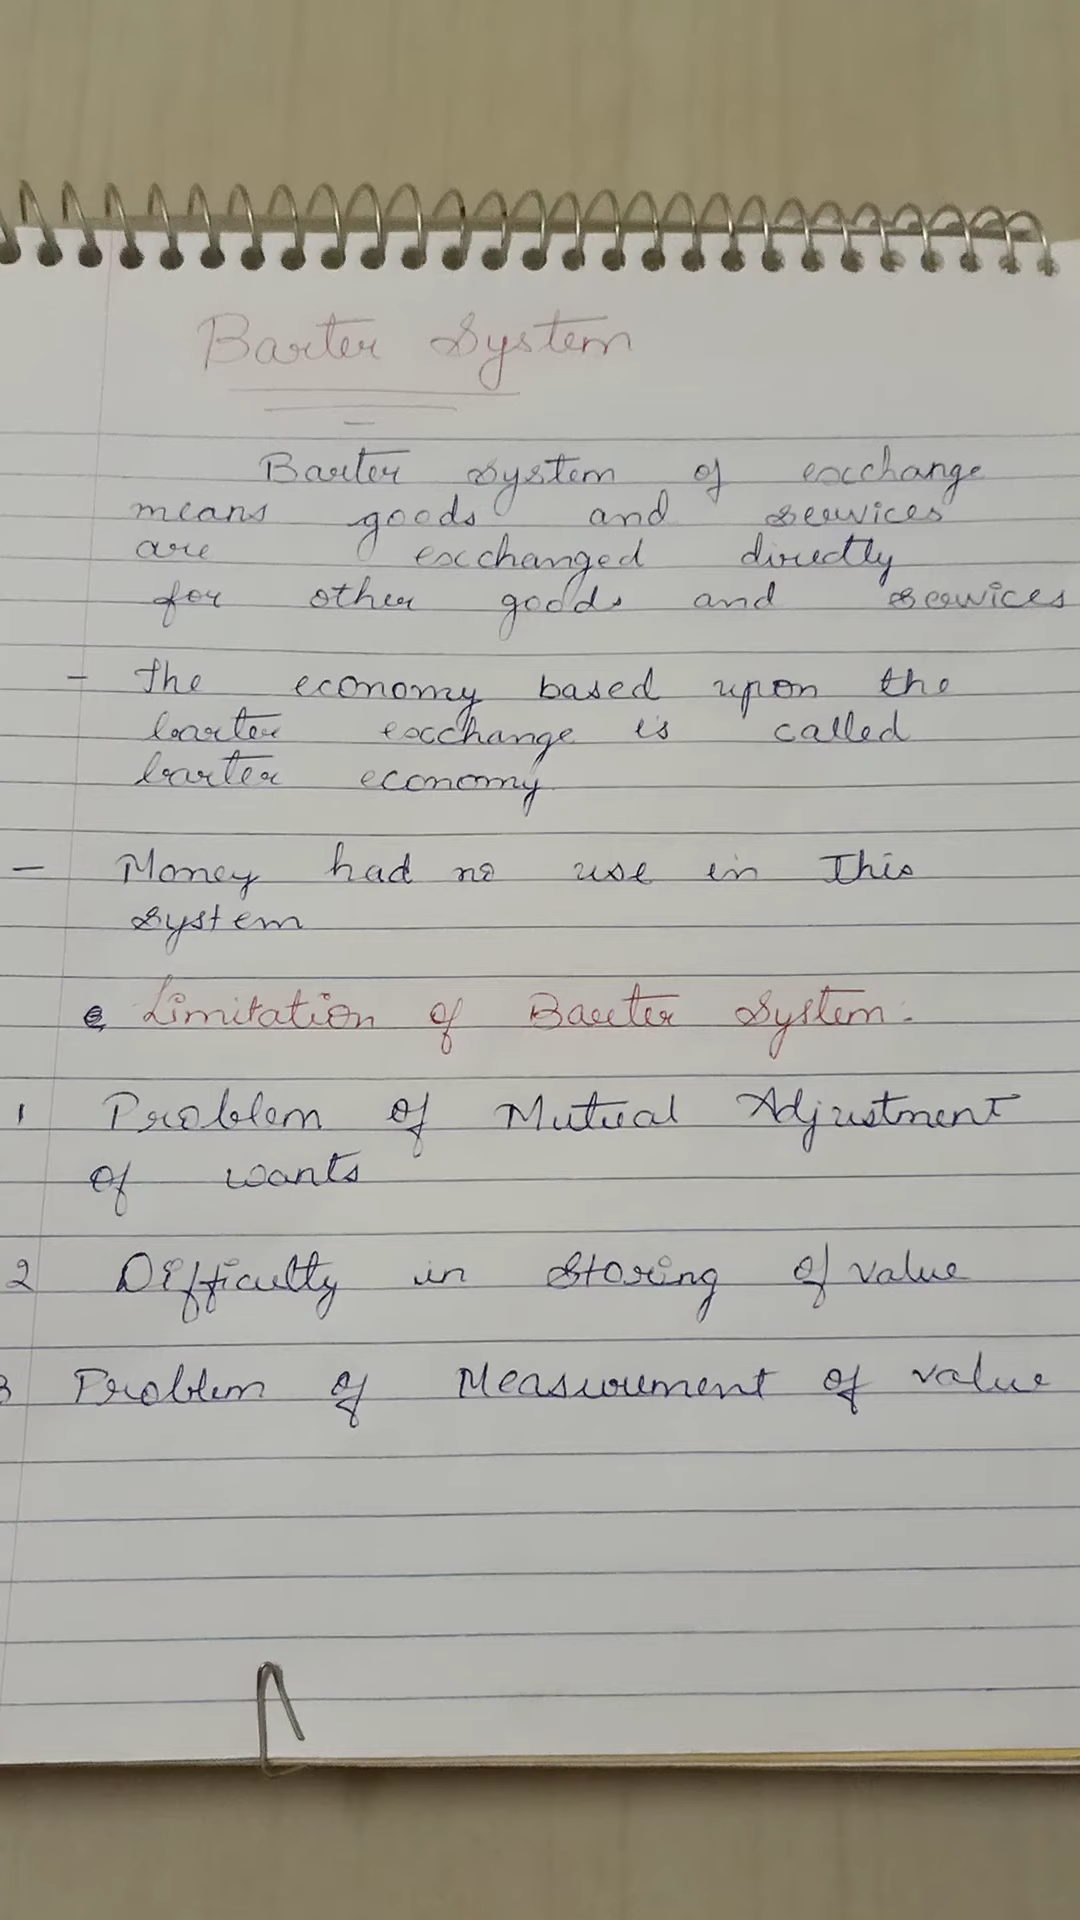 Barter System
Barter system of exchange
means goods and services
are exchanged directly
for other goods and services
- The economy based upon the
barter exchange is called
barter economy
- Money had no use in This
system
Limitation of Barter System.
1 Problem of Mutual Adjustment
of wants
2 Difficulty in Storing of value
3 Problem of Measurement of value